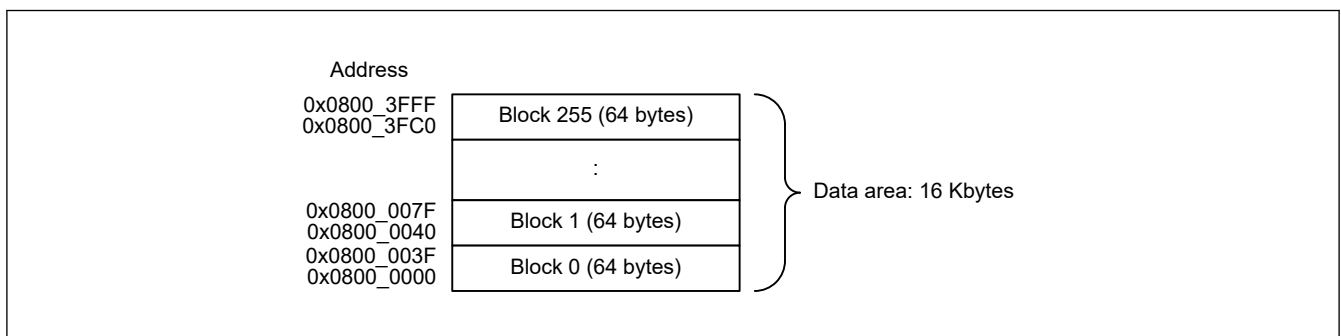 Address
0x0800_3FFF
0x0800_3FC0
Block 255 (64 bytes)
:
Data area: 16 Kbytes
0x0800_007F
0x0800_0040
Block 1 (64 bytes)
0x0800_003F
0x0800_0000
Block 0 (64 bytes)